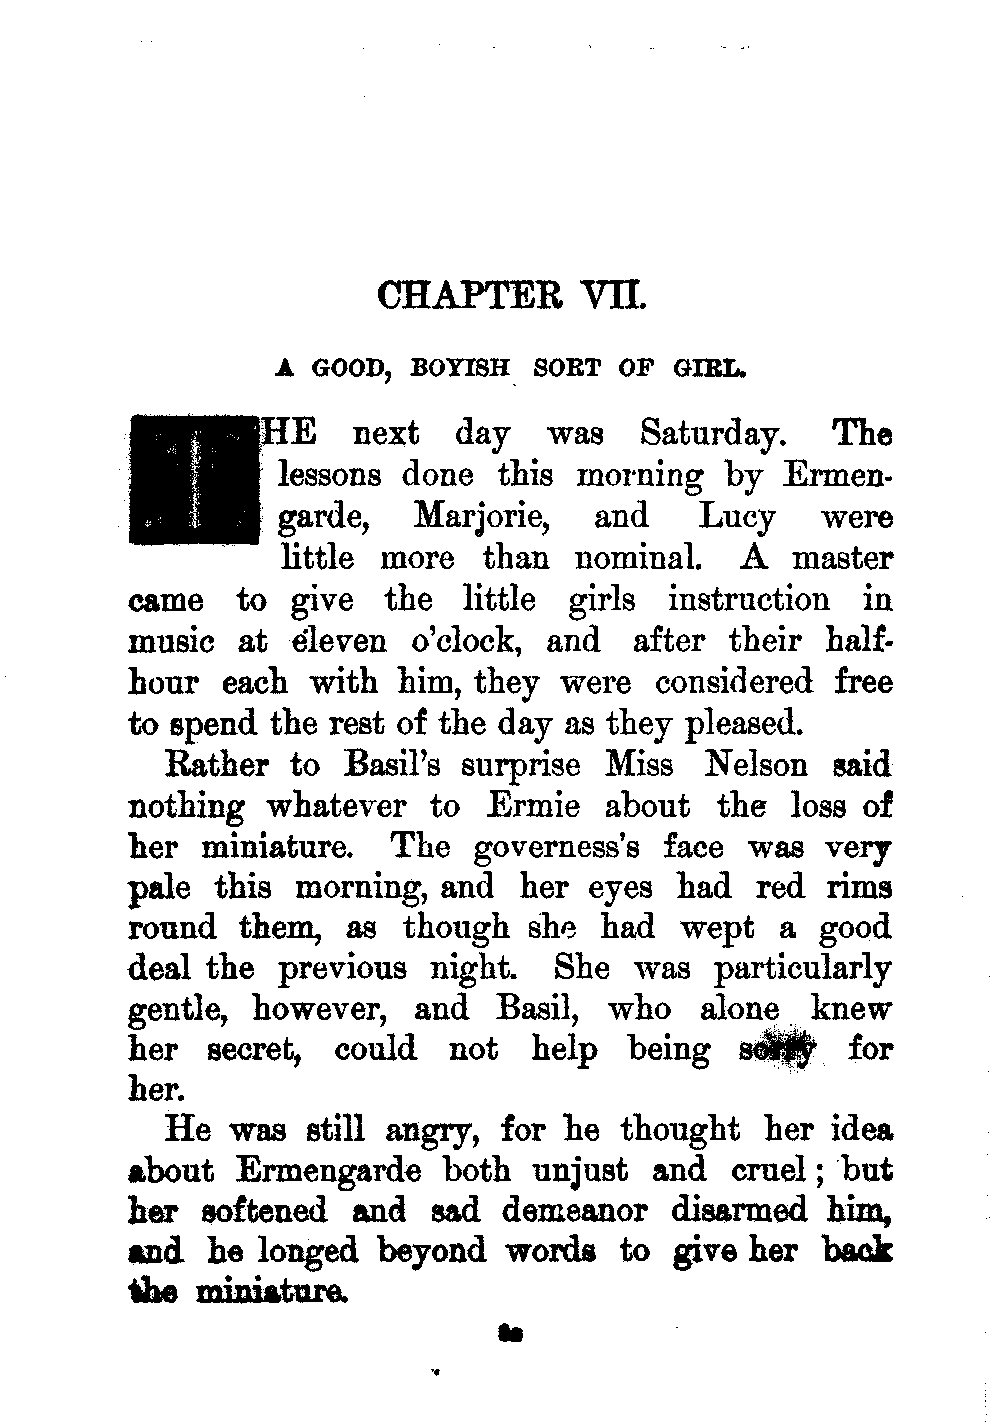 CHAPTER VII.
A GOOD, BOYISH SORT OF GIRL.
THE next day was Saturday. The
lessons done this morning by Ermen-
garde, Marjorie, and Lucy were
little more than nominal. A master
came to give the little girls instruction in
music at eleven o'clock, and after their half-
hour each with him, they were considered free
to spend the rest of the day as they pleased.
Rather to Basil's surprise Miss Nelson said
nothing whatever to Ermie about the loss of
her miniature. The governess's face was very
pale this morning, and her eyes had red rims
round them, as though she had wept a good
deal the previous night. She was particularly
gentle, however, and Basil, who alone knew
her secret, could not help being sorry for
her.
He was still angry, for he thought her idea
about Ermengarde both unjust and cruel; but
her softened and sad demeanor disarmed him,
and he longed beyond words to give her back
the miniature.